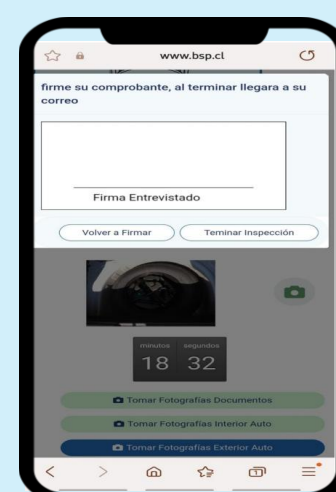 www.bsp.cl
firme su comprobante, al terminar llegara a su
correo
Firma Entrevistado
Volver a Firmar
Teminar Inspección
minutos segundos
18 32
Tomar Fotografías Documentos
Tomar Fotografías Interior Auto
Tomar Fotografías Exterior Auto
1